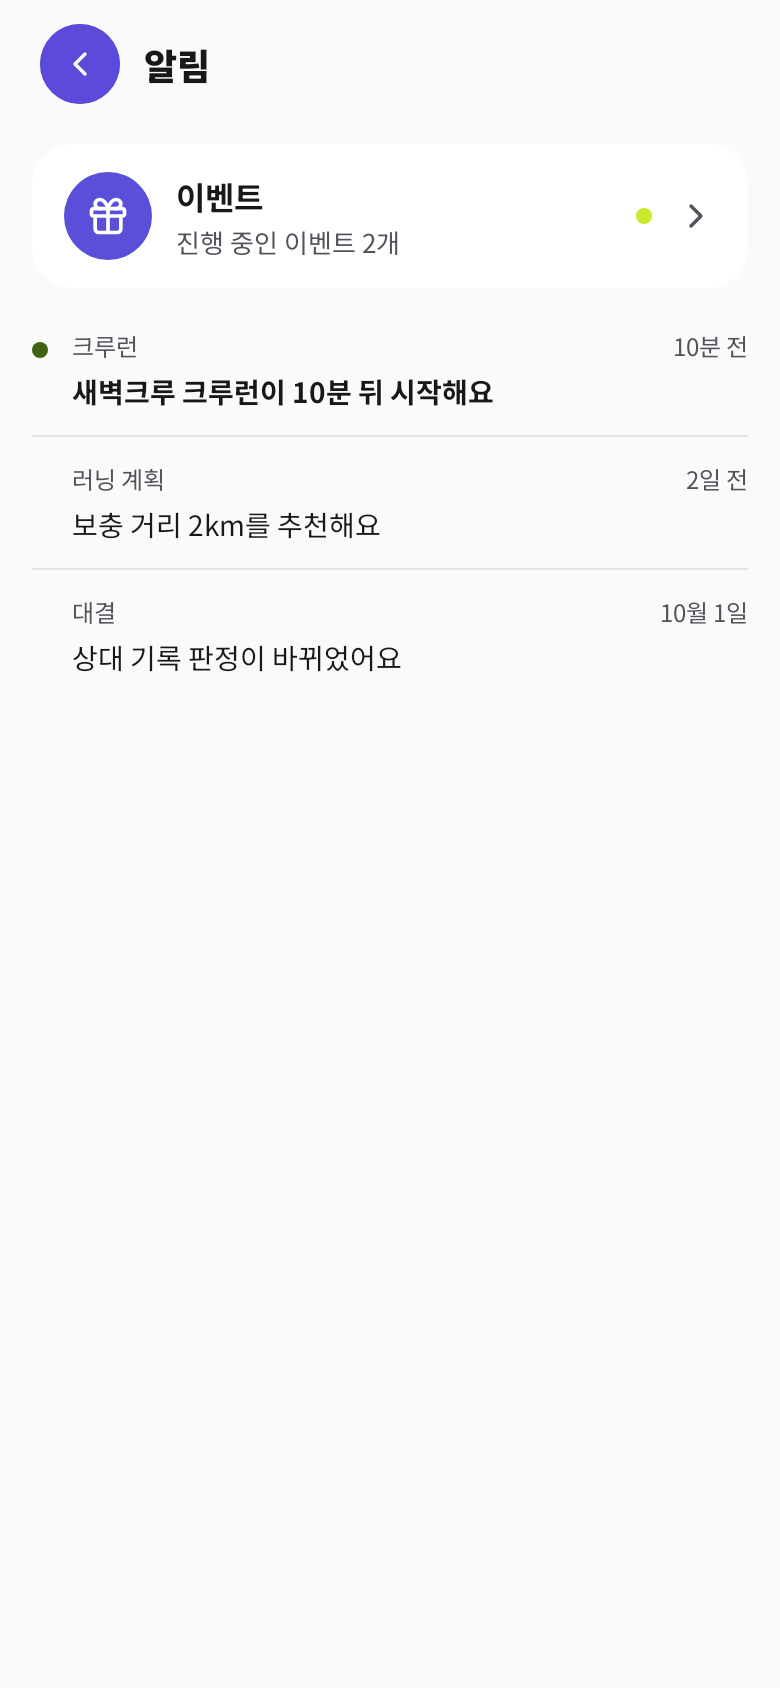 알림
이벤트
진행 중인 이벤트 2개
크루런
10분 전
새벽크루 크루런이 10분 뒤 시작해요
러닝 계획
2일 전
보충 거리 2km를 추천해요
대결
10월 1일
상대 기록 판정이 바뀌었어요